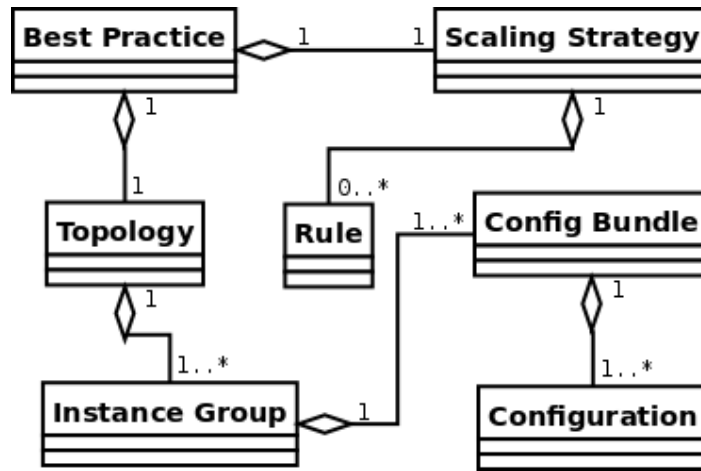 Best Practice
1
1
Scaling Strategy
1
1
1
0..*
Topology
Rule
1..*
Config Bundle
1
1
1..*
1..*
Instance Group
1
Configuration